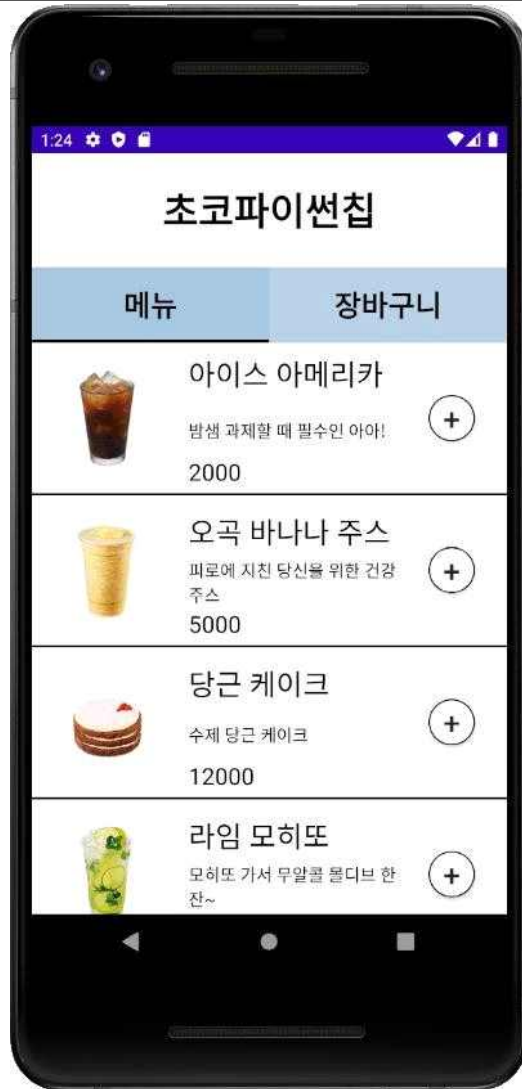 1:24
초코파이썬칩
메뉴
장바구니
아이스 아메리카
밤샘 과제할 때 필수인 아아!
2000
+
오곡 바나나 주스
피로에 지친 당신을 위한 건강
주스
5000
+
당근 케이크
수제 당근 케이크
12000
+
라임 모히또
모히또 가서 무알콜 몰디브 한
잔~
+